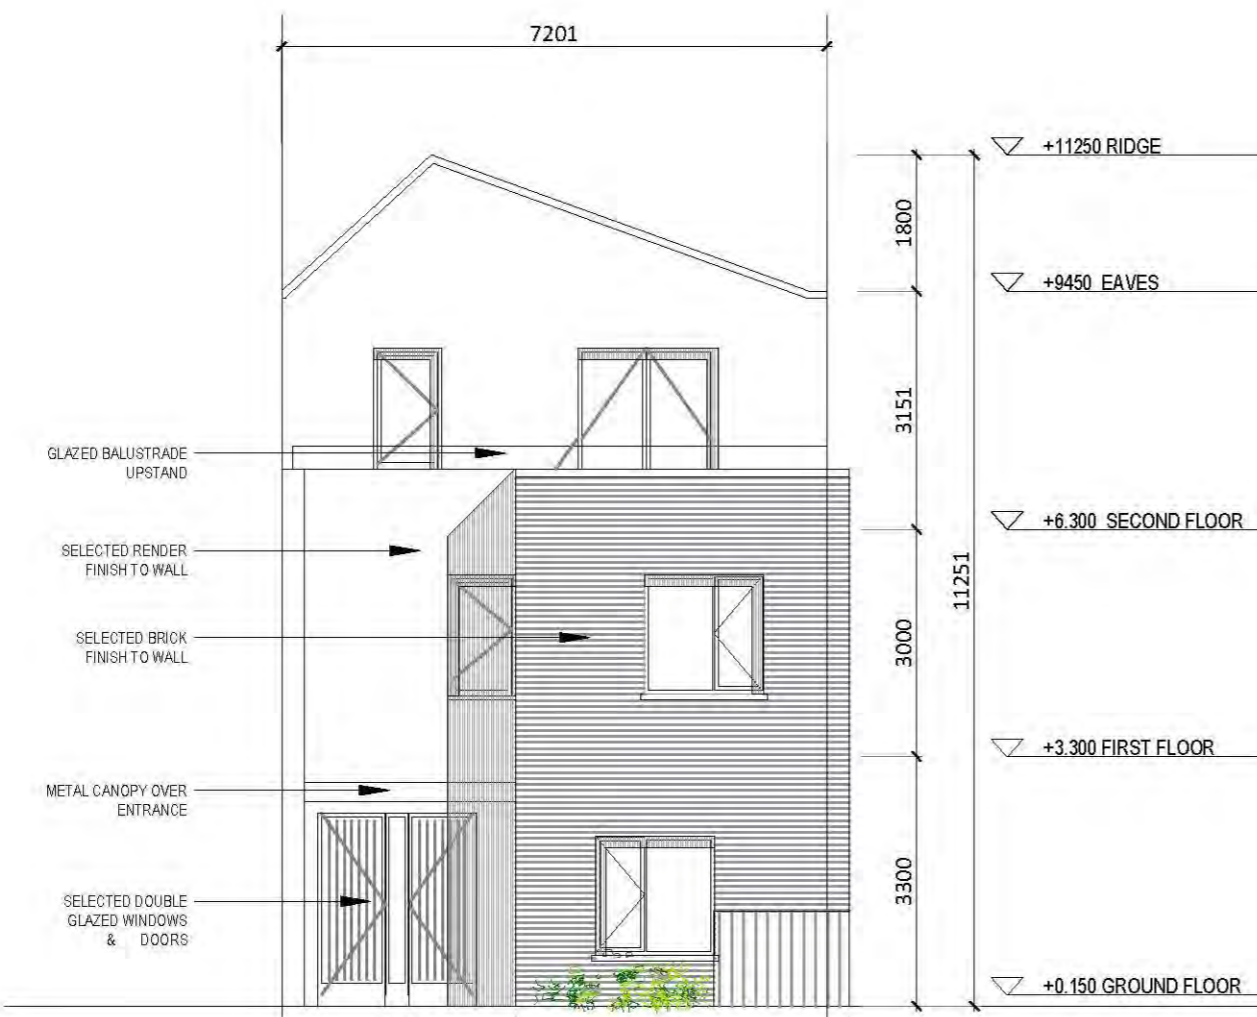 7201
+11250 RIDGE
1800
+9450 EAVES
3151
GLAZED BALUSTRADE
UPSTAND
+6.300 SECOND FLOOR
SELECTED RENDER
FINISH TO WALL
11251
SELECTED BRICK
FINISH TO WALL
3000
+3.300 FIRST FLOOR
METAL CANOPY OVER
ENTRANCE
3300
SELECTED DOUBLE
GLAZED WINDOWS
& DOORS
+0.150 GROUND FLOOR